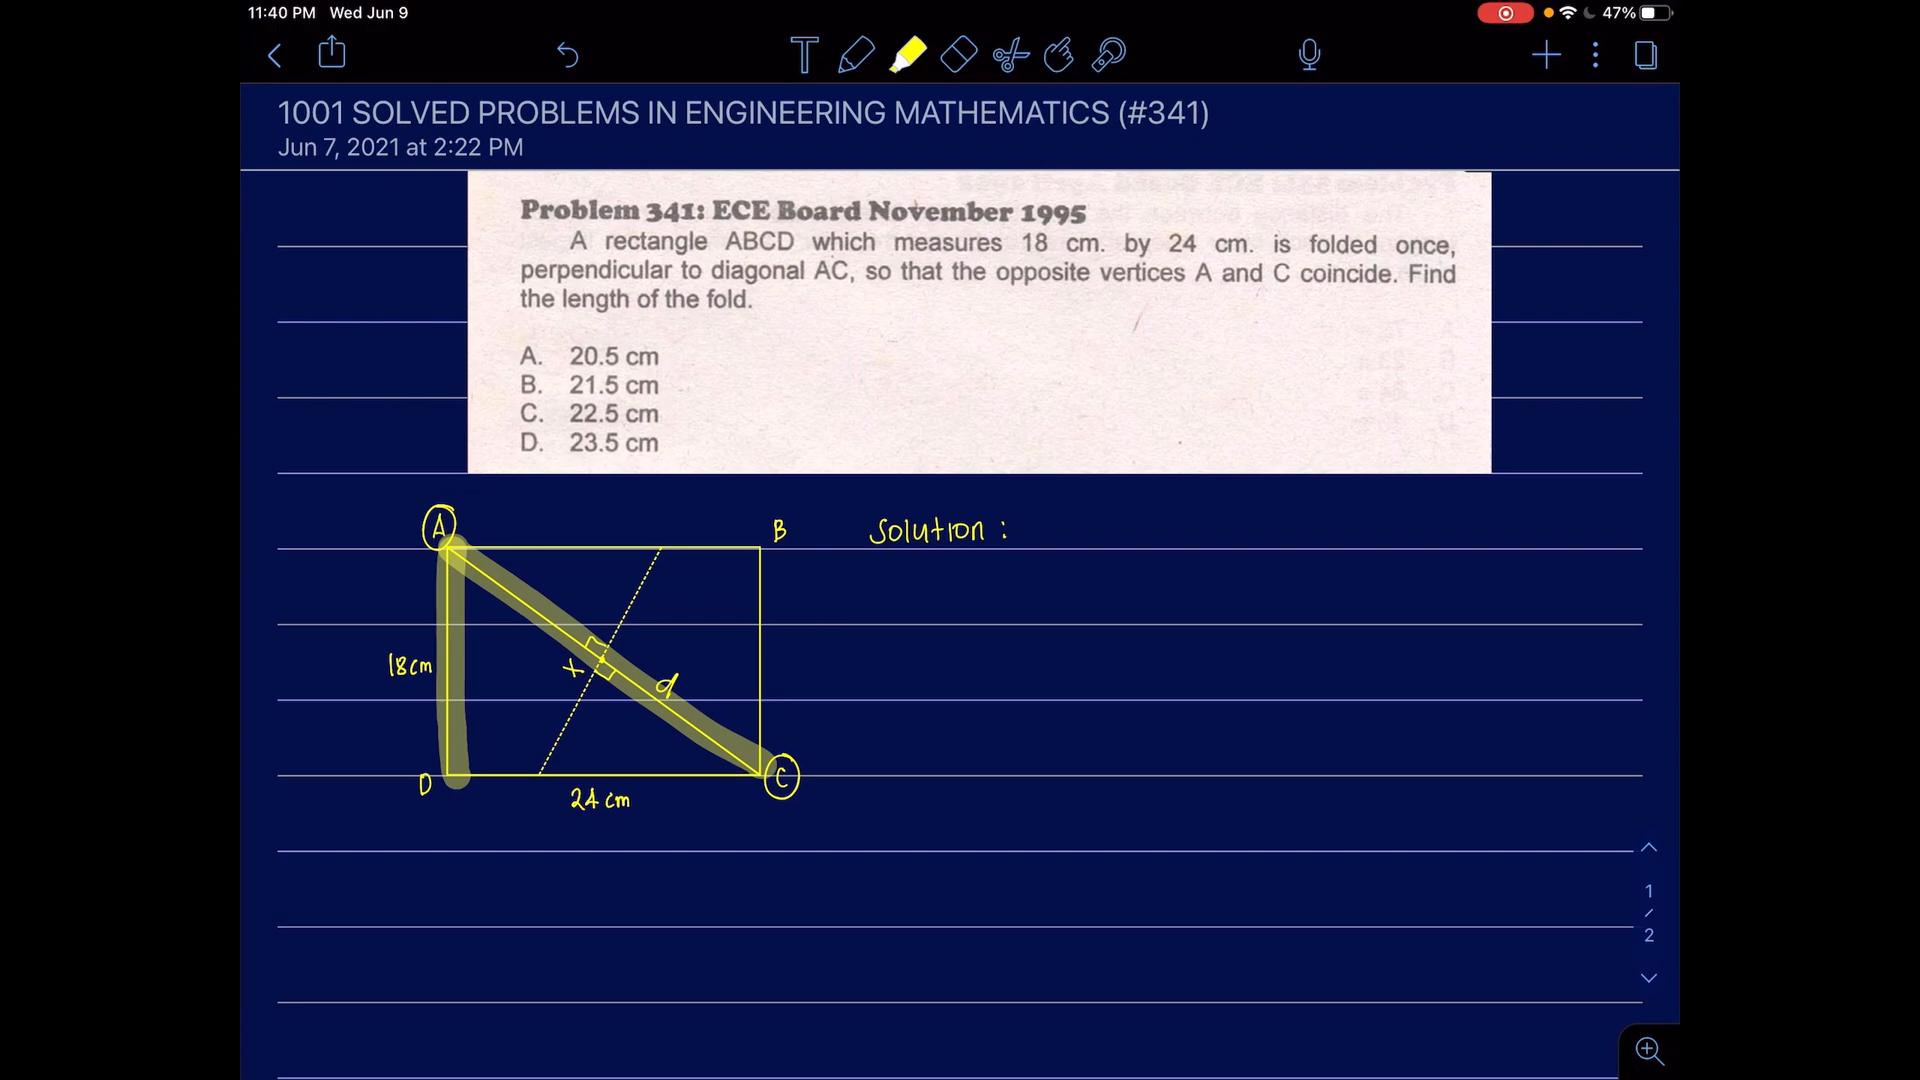 11:40 PM Wed Jun 9
47%
1001 SOLVED PROBLEMS IN ENGINEERING MATHEMATICS (#341)
Jun 7, 2021 at 2:22 PM
Problem 341: ECE Board November 1995
A rectangle ABCD which measures 18 cm. by 24 cm. is folded once,
perpendicular to diagonal AC, so that the opposite vertices A and C coincide. Find
the length of the fold.
A. 20.5 cm
B. 21.5 cm
C. 22.5 cm
D. 23.5 cm
A
B
Solution :
18cm
x
d
D
C
24 cm
1
/
2